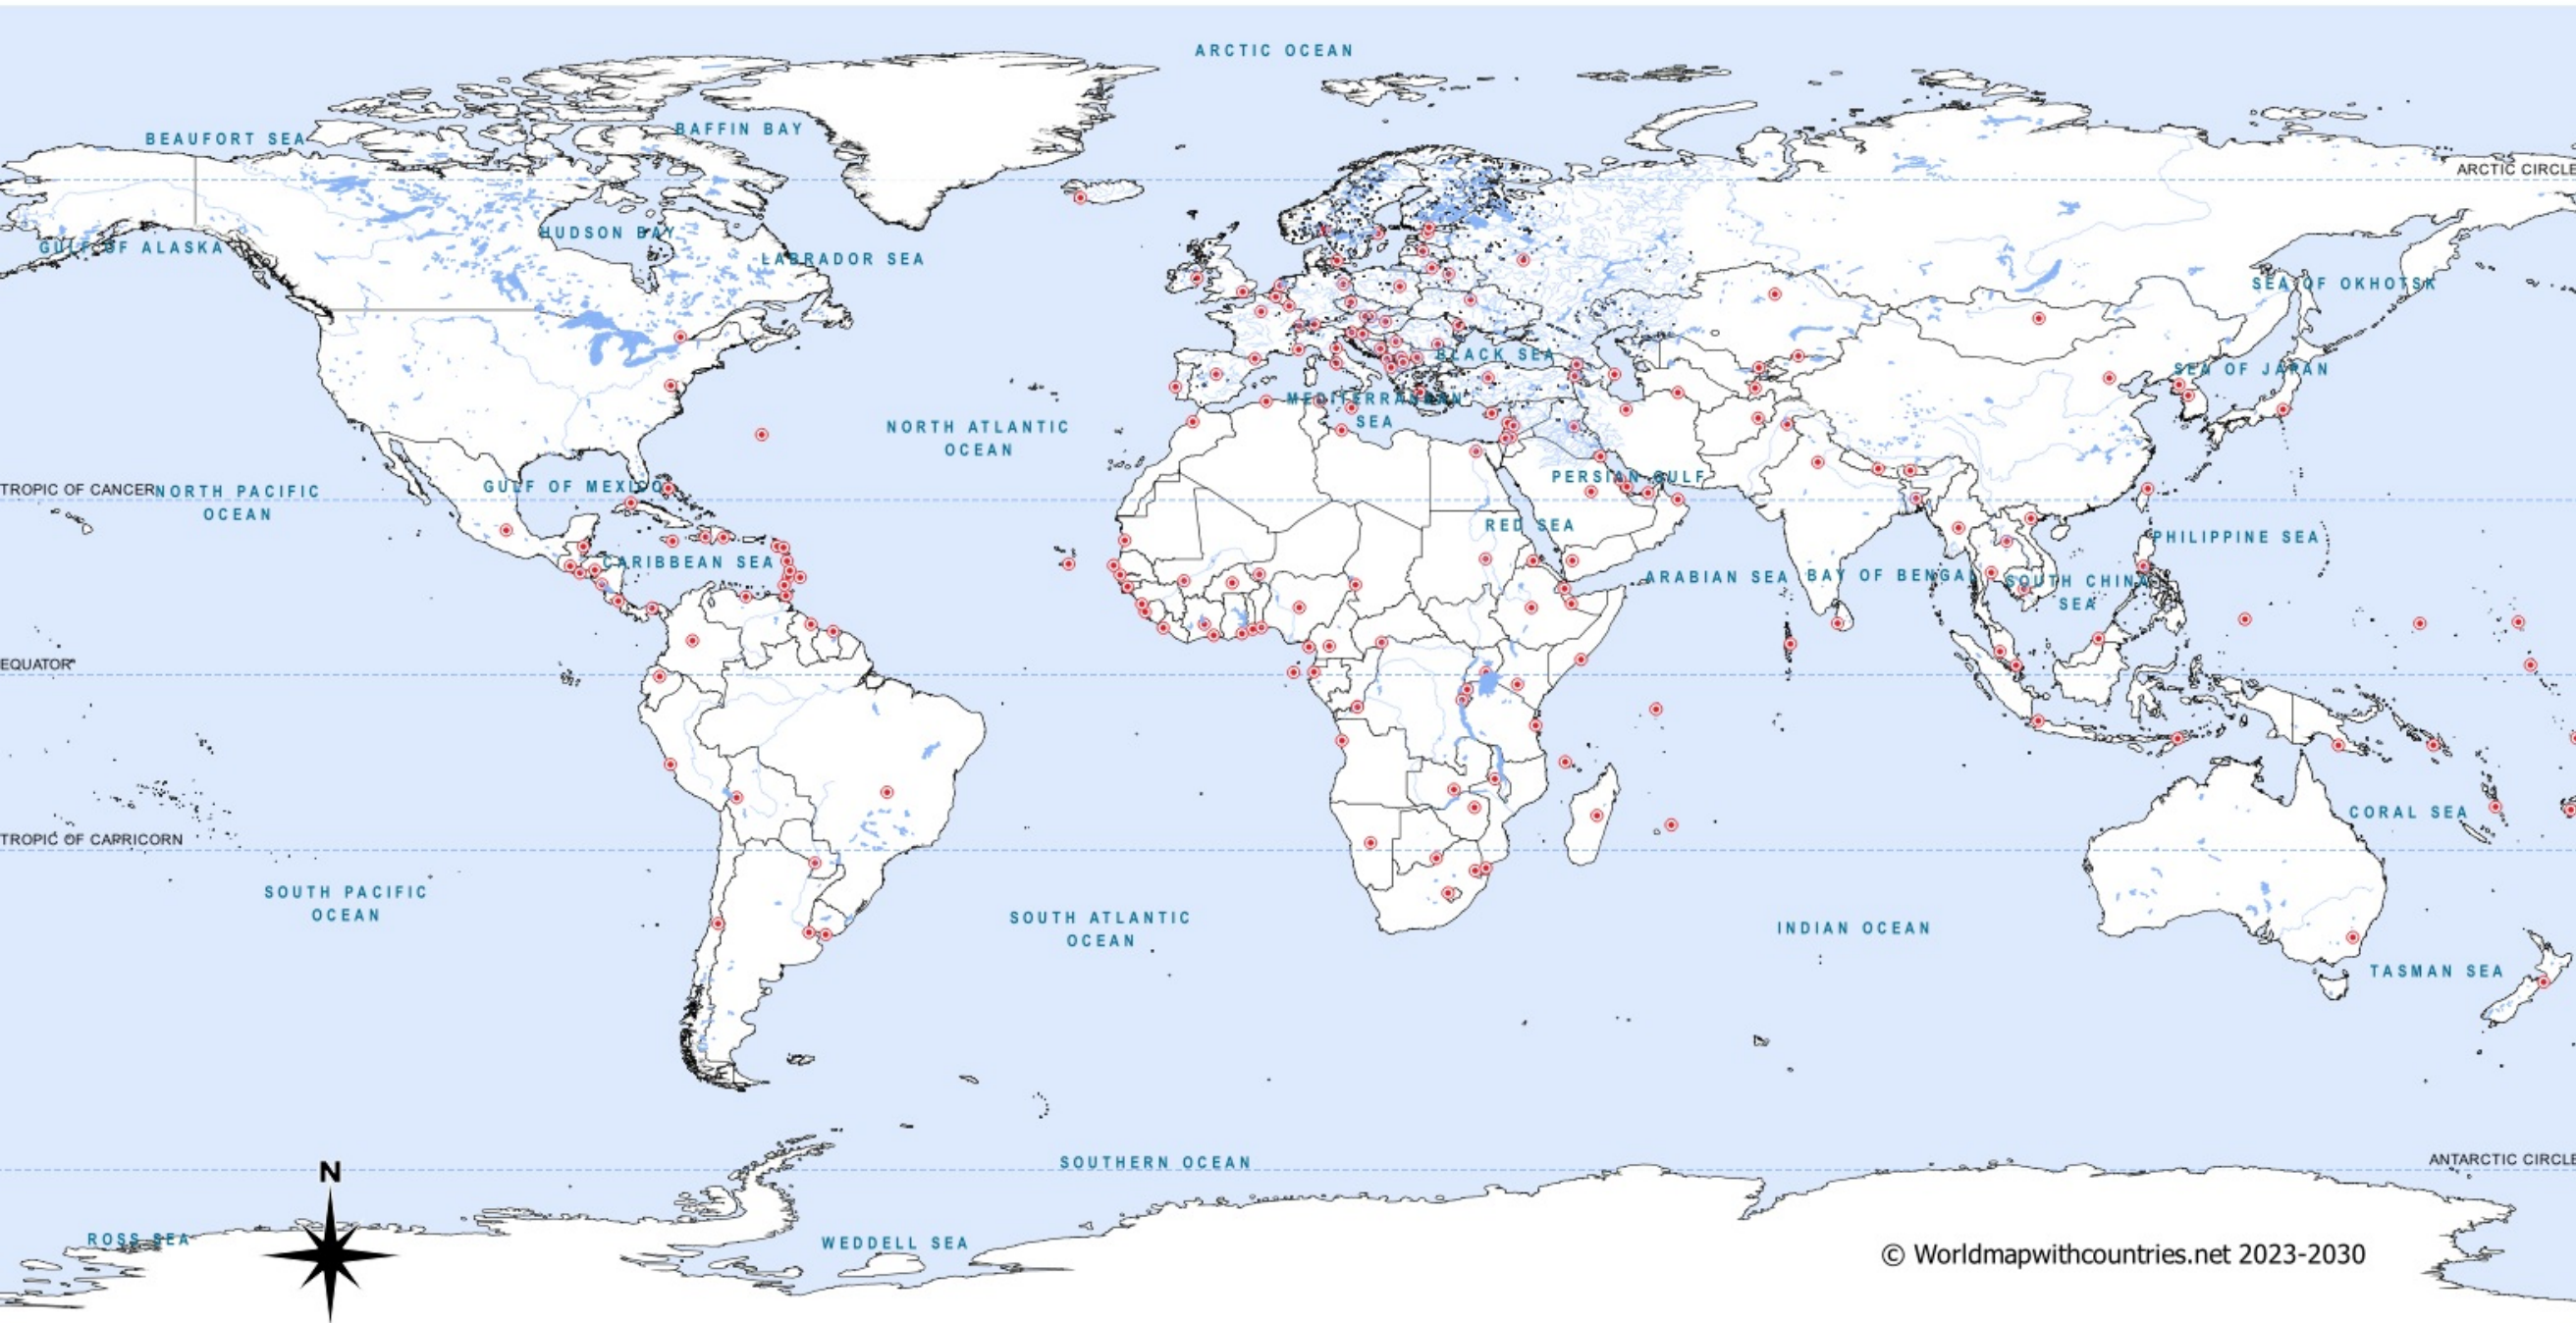 ARCTIC OCEAN
BEAUFORT SEA
BAFFIN BAY
ARCTIC CIRCLE
GULF OF ALASKA
HUDSON BAY
LABRADOR SEA
SEA OF OKHOTSK
BLACK SEA
SEA OF JAPAN
MEDITERRANEAN
SEA
NORTH ATLANTIC
OCEAN
TROPIC OF CANCER
NORTH PACIFIC
OCEAN
GULF OF MEXICO
PERSIAN GULF
RED SEA
PHILIPPINE SEA
CARIBBEAN SEA
ARABIAN SEA
BAY OF BENGAL
SOUTH CHINA
SEA
EQUATOR
TROPIC OF CAPRICORN
CORAL SEA
SOUTH PACIFIC
OCEAN
SOUTH ATLANTIC
OCEAN
INDIAN OCEAN
TASMAN SEA
SOUTHERN OCEAN
ANTARCTIC CIRCLE
N
ROSS SEA
WEDDELL SEA
© Worldmapwithcountries.net 2023-2030